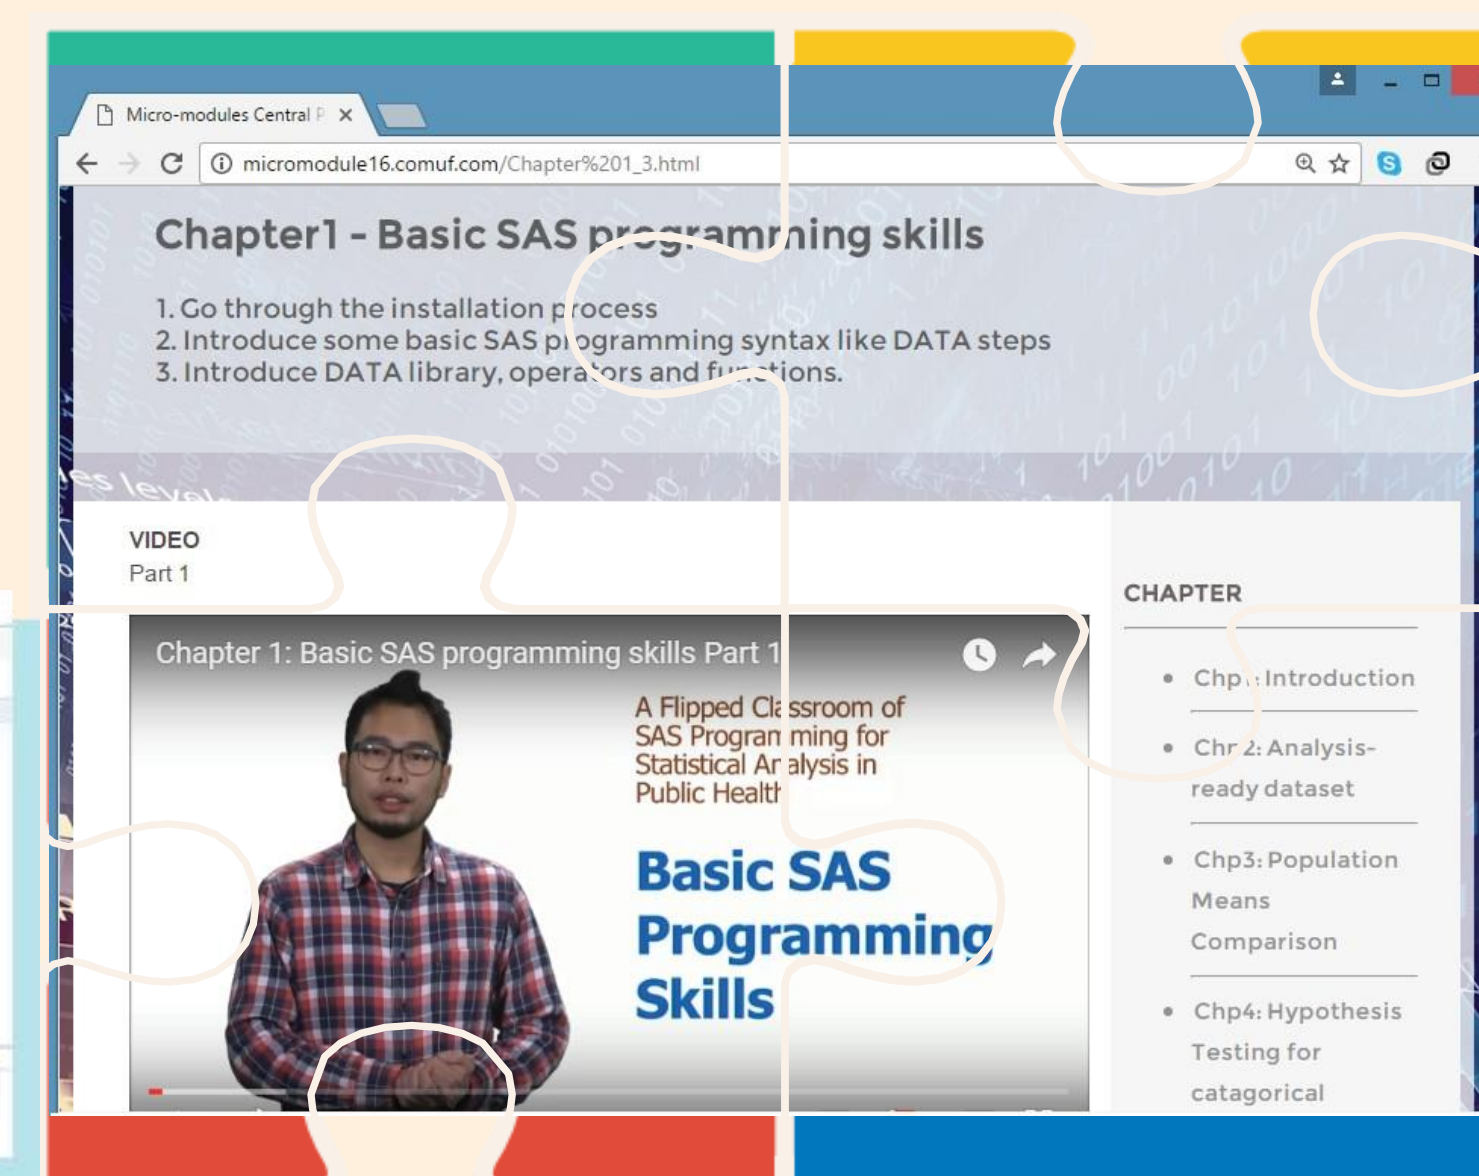 Micro-modules Central P
micromodule16.comuf.com/Chapter%201_3.html
Chapter1 - Basic SAS programming skills
1. Go through the installation process
2. Introduce some basic SAS programming syntax like DATA steps
3. Introduce DATA library, operators and functions.
VIDEO
Part 1
Chapter 1: Basic SAS programming skills Part 1
A Flipped Classroom of
SAS Programming for
Statistical Analysis in
Public Health
Basic SAS
Programming
Skills
CHAPTER
Chp1: Introduction
Chp2: Analysis-
ready dataset
Chp3: Population
Means
Comparison
Chp4: Hypothesis
Testing for
catagorical